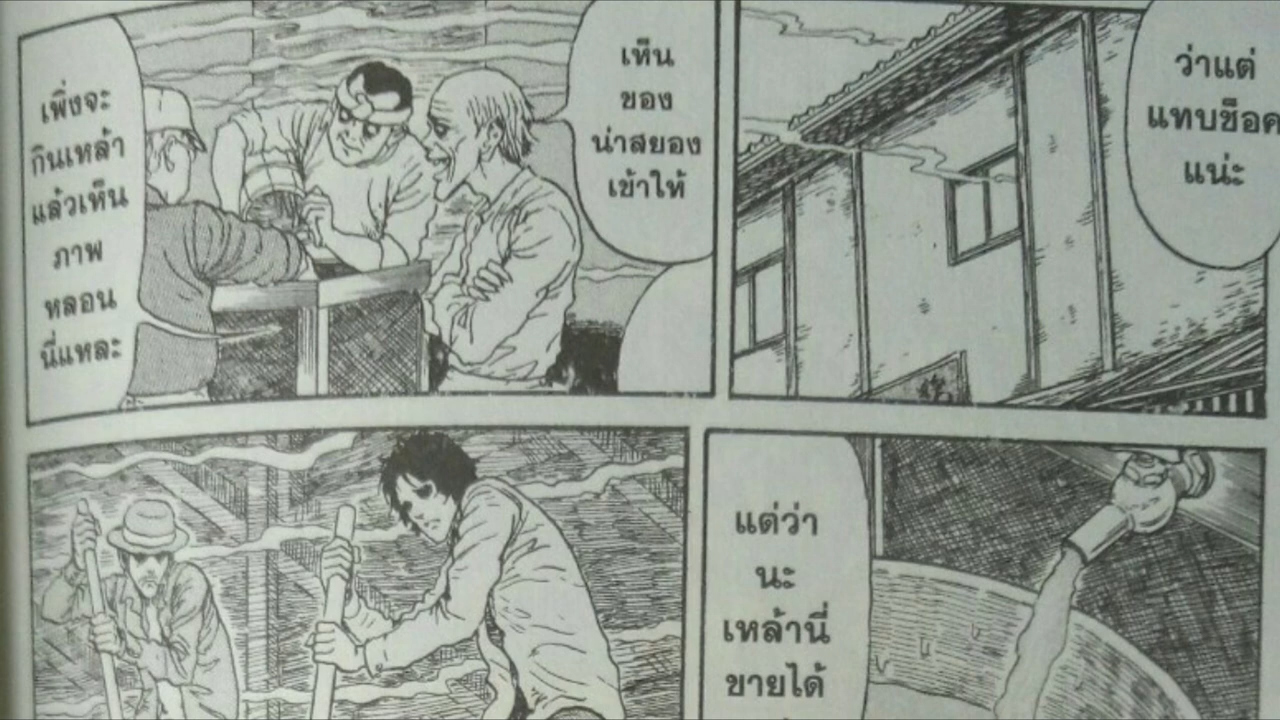 ว่าแต่
แทบช็อค
แน่ะ
เห็น
ของ
น่าสยอง
เข้าให้
เพิ่งจะ
กินเหล้า
แล้วเห็น
ภาพ
หลอน
นี่แหละ
แต่ว่า
นะ
เหล้านี่
ขายได้